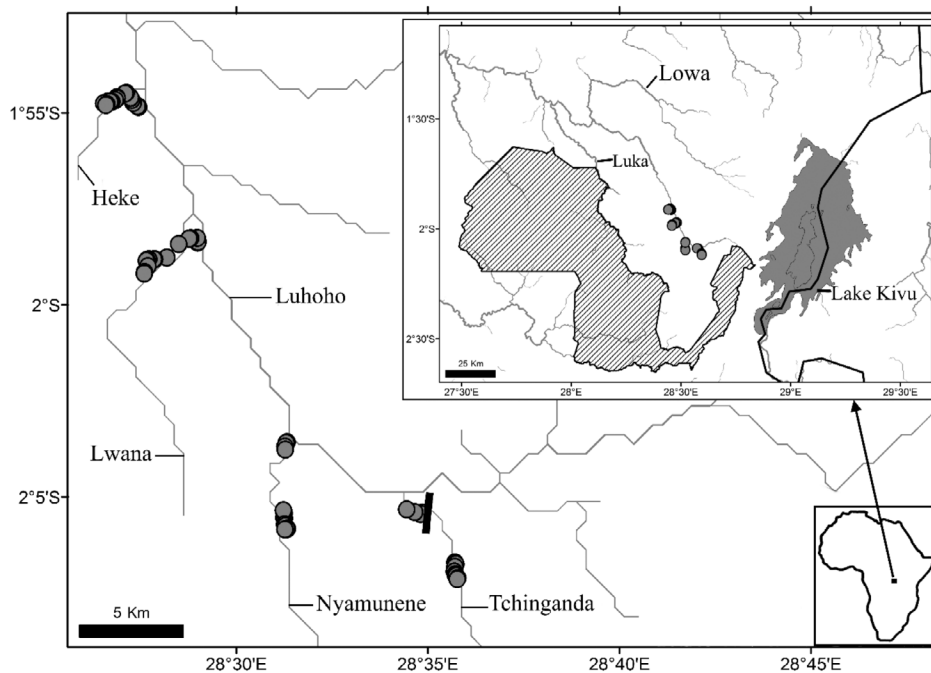 1°55'S
2°S
2°5'S
28°30'E
28°35'E
28°40'E
28°45'E
Heke
Luhoho
Lwana
Nyamunene
Tchinganda
5 Km
Lowa
Luka
Lake Kivu
1°30'S
2°S
2°30'S
25 Km
27°30'E
28°E
28°30'E
29°E
29°30'E